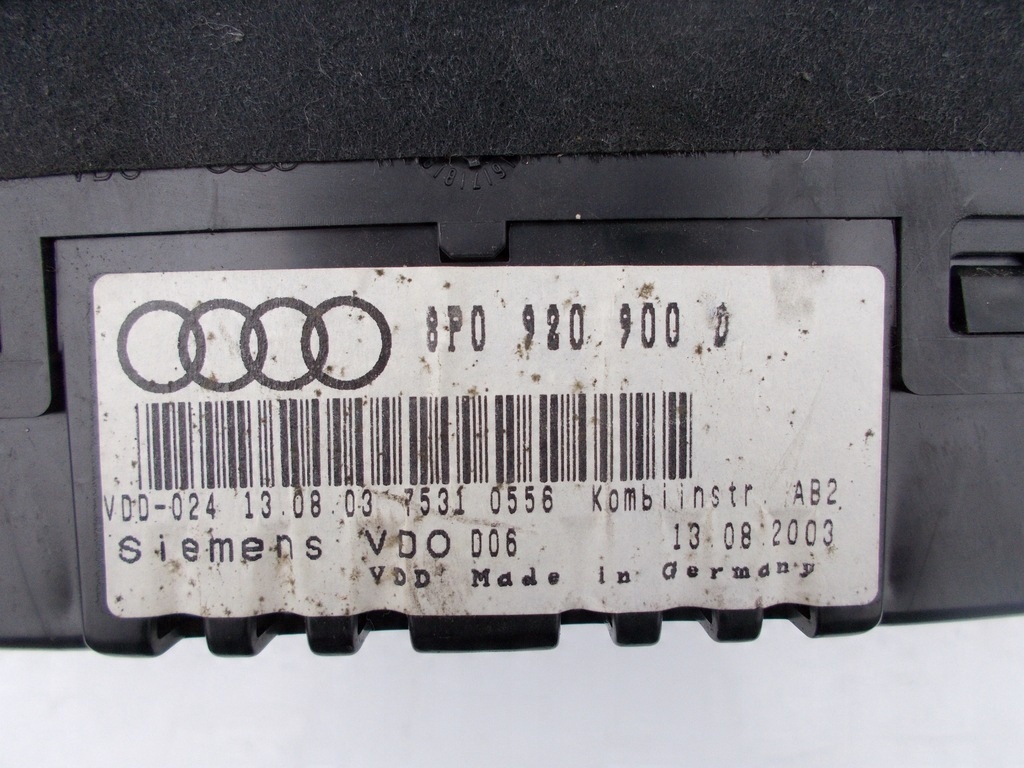 VDO
8P0 920 900 D
VDD-024 13.08.03 7531 0556 Kombiinstr. AB2
Siemens VDO D06 13.08.2003
VDD Made in Germany